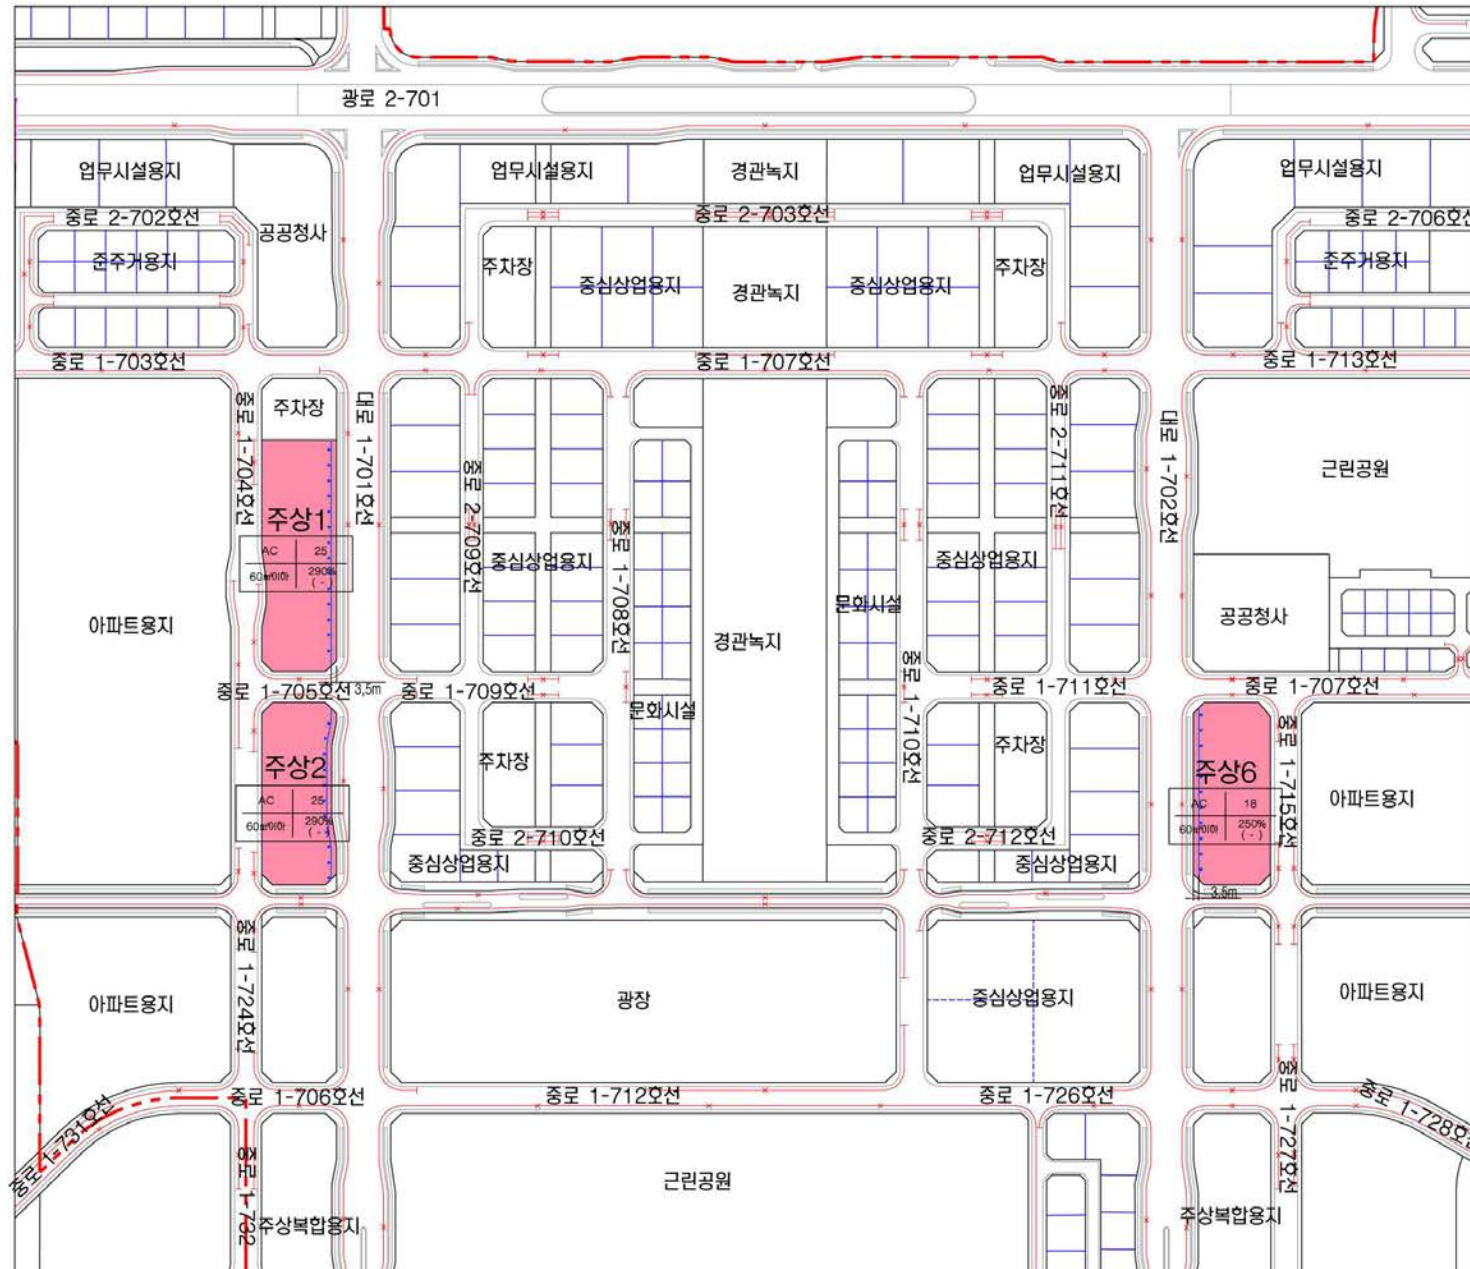 광로 2-701
업무시설용지
업무시설용지
경관녹지
업무시설용지
업무시설용지
중로 2-702호선
공공청사
중로 2-703호선
중로 2-706호선
준주거용지
주차장
중심상업용지
경관녹지
중심상업용지
주차장
준주거용지
중로 1-703호선
중로 1-707호선
중로 1-713호선
중로 1-704호선
주차장
대로 1-701호선
중로 2-709호선
중로 1-708호선
중로 2-711호선
대로 1-702호선
근린공원
주상1
AC 25
60㎡이하 290%
( - )
중심상업용지
중심상업용지
문화시설
아파트용지
경관녹지
공공청사
중로 1-710호선
중로 1-705호선
3,5m
중로 1-709호선
중로 1-711호선
중로 1-707호선
문화시설
주상2
AC 25
60㎡이하 290%
( - )
주차장
주차장
주상6
AC 18
60㎡이하 250%
( - )
중로 1-715호선
아파트용지
중로 2-710호선
중로 2-712호선
중심상업용지
중심상업용지
3,5m
중로 1-724호선
아파트용지
광장
중심상업용지
아파트용지
중로 1-731호선
중로 1-706호선
중로 1-712호선
중로 1-726호선
중로 1-727호선
중로 1-728호선
중로 1-732
주상복합용지
근린공원
주상복합용지